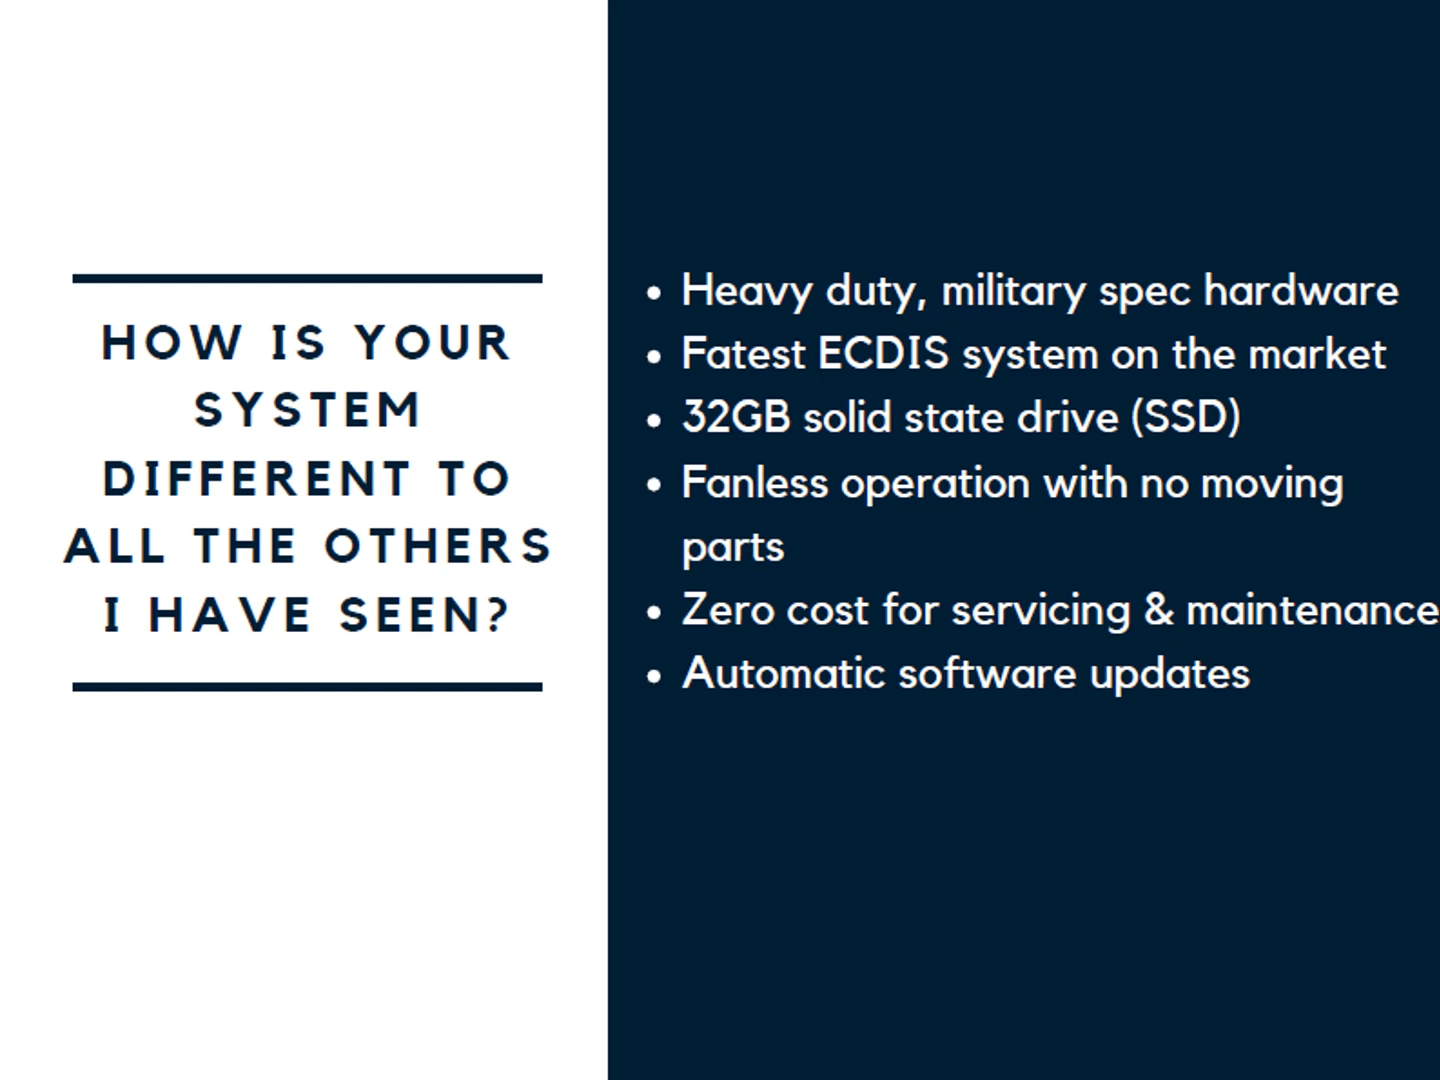 HOW IS YOUR
SYSTEM
DIFFERENT TO
ALL THE OTHERS
I HAVE SEEN?
• Heavy duty, military spec hardware
• Fatest ECDIS system on the market
• 32GB solid state drive (SSD)
• Fanless operation with no moving
parts
• Zero cost for servicing & maintenance
• Automatic software updates